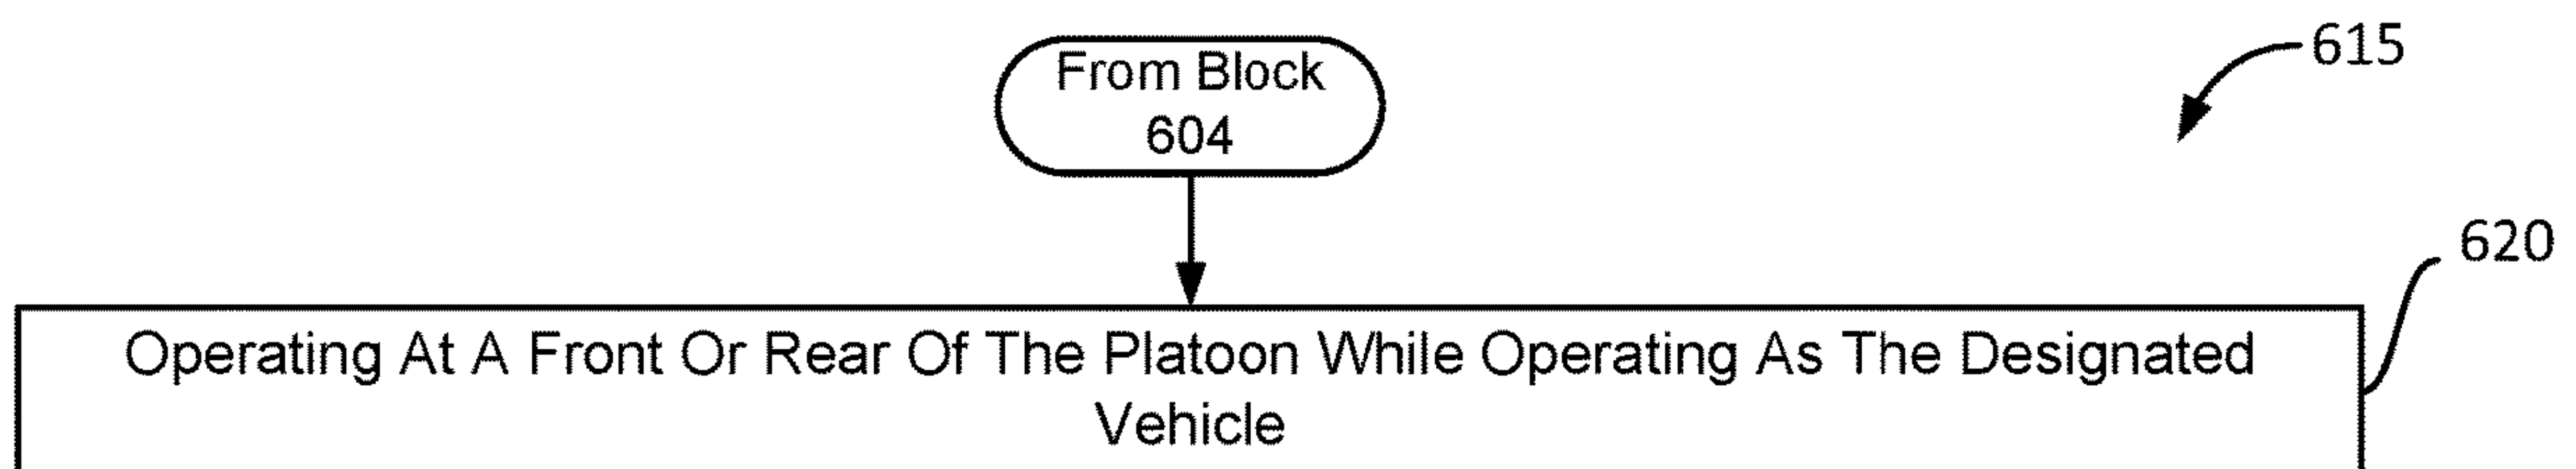 From Block
604
615
620
Operating At A Front Or Rear Of The Platoon While Operating As The Designated
Vehicle